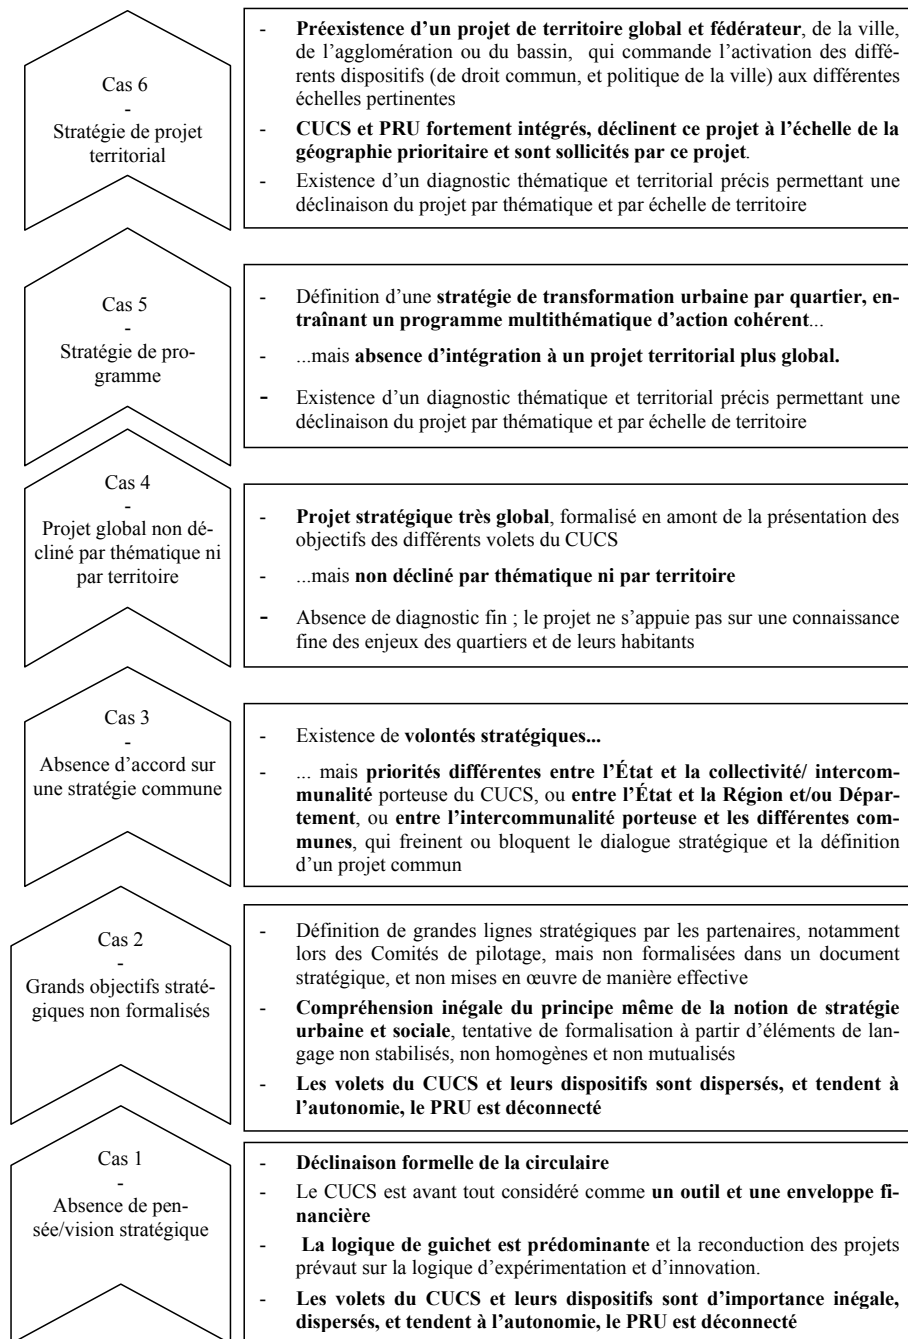 Cas 6
-
Stratégie de projet
territorial
- Préexistence d’un projet de territoire global et fédérateur, de la ville,
de l’agglomération ou du bassin, qui commande l’activation des diffé-
rents dispositifs (de droit commun, et politique de la ville) aux différentes
échelles pertinentes
- CUCS et PRU fortement intégrés, déclinent ce projet à l’échelle de la
géographie prioritaire et sont sollicités par ce projet.
- Existence d’un diagnostic thématique et territorial précis permettant une
déclinaison du projet par thématique et par échelle de territoire
Cas 5
-
Stratégie de pro-
gramme
- Définition d’une stratégie de transformation urbaine par quartier, en-
traînant un programme multithématique d’action cohérent...
- ...mais absence d’intégration à un projet territorial plus global.
- Existence d’un diagnostic thématique et territorial précis permettant une
déclinaison du projet par thématique et par échelle de territoire
Cas 4
-
Projet global non dé-
cliné par thématique ni
par territoire
- Projet stratégique très global, formalisé en amont de la présentation des
objectifs des différents volets du CUCS
- ...mais non décliné par thématique ni par territoire
- Absence de diagnostic fin ; le projet ne s’appuie pas sur une connaissance
fine des enjeux des quartiers et de leurs habitants
Cas 3
-
Absence d’accord sur
une stratégie commune
- Existence de volontés stratégiques...
- ... mais priorités différentes entre l’État et la collectivité/ intercom-
munalité porteuse du CUCS, ou entre l’État et la Région et/ou Dépar-
tement, ou entre l’intercommunalité porteuse et les différentes com-
munes, qui freinent ou bloquent le dialogue stratégique et la définition
d’un projet commun
Cas 2
-
Grands objectifs straté-
giques non formalisés
- Définition de grandes lignes stratégiques par les partenaires, notamment
lors des Comités de pilotage, mais non formalisées dans un document
stratégique, et non mises en œuvre de manière effective
- Compréhension inégale du principe même de la notion de stratégie
urbaine et sociale, tentative de formalisation à partir d’éléments de lan-
gage non stabilisés, non homogènes et non mutualisés
- Les volets du CUCS et leurs dispositifs sont dispersés, et tendent à
l’autonomie, le PRU est déconnecté
Cas 1
-
Absence de pen-
sée/vision stratégique
- Déclinaison formelle de la circulaire
- Le CUCS est avant tout considéré comme un outil et une enveloppe fi-
nancière
- La logique de guichet est prédominante et la reconduction des projets
prévaut sur la logique d’expérimentation et d’innovation.
- Les volets du CUCS et leurs dispositifs sont d’importance inégale,
dispersés, et tendent à l’autonomie, le PRU est déconnecté